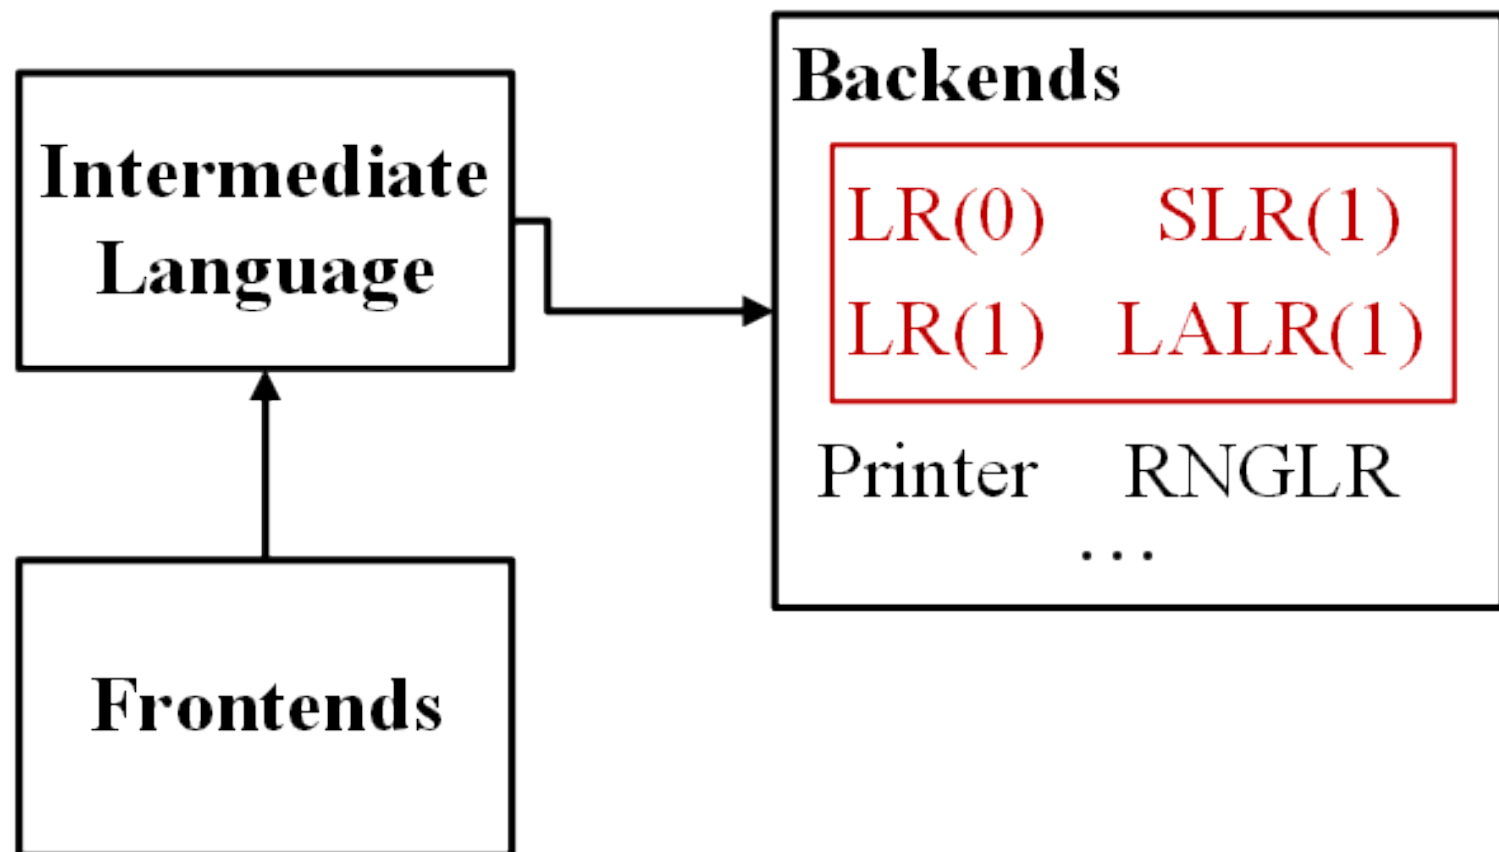 Intermediate
Language
Backends
LR(0) SLR(1)
LR(1) LALR(1)
Printer RNGLR
...
Frontends